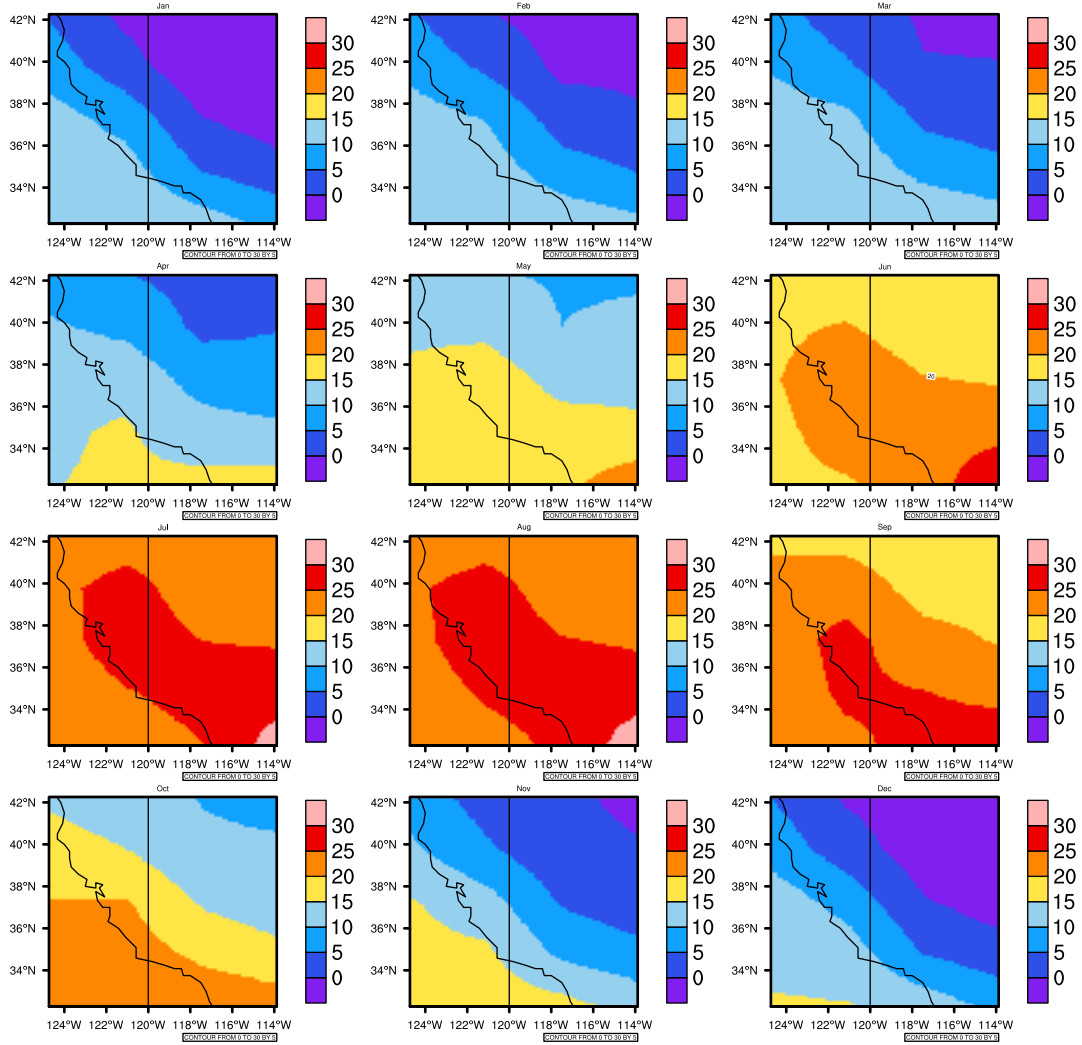 Jan Feb Mar
42°N 42°N 42°N
30 30 30
40°N 25 40°N 25 40°N 25
20 20 20
38°N 15 38°N 15 38°N 15
36°N 10 36°N 10 36°N 10
5 5 5
34°N 0 34°N 0 34°N 0
124°W 122°W 120°W 118°W 116°W 114°W 124°W 122°W 120°W 118°W 116°W 114°W 124°W 122°W 120°W 118°W 116°W 114°W
CONTOUR FROM 0 TO 30 BY 5 CONTOUR FROM 0 TO 30 BY 5 CONTOUR FROM 0 TO 30 BY 5
Apr May Jun
42°N 42°N 42°N
30 30 30
40°N 25 40°N 25 40°N 25
20 20 20
38°N 15 38°N 15 38°N 20 15
36°N 10 36°N 10 36°N 10
5 5 5
34°N 0 34°N 0 34°N 0
124°W 122°W 120°W 118°W 116°W 114°W 124°W 122°W 120°W 118°W 116°W 114°W 124°W 122°W 120°W 118°W 116°W 114°W
CONTOUR FROM 0 TO 30 BY 5 CONTOUR FROM 0 TO 30 BY 5 CONTOUR FROM 0 TO 30 BY 5
Jul Aug Sep
42°N 42°N 42°N
30 30 30
40°N 25 40°N 25 40°N 25
20 20 20
38°N 15 38°N 15 38°N 15
36°N 10 36°N 10 36°N 10
5 5 5
34°N 0 34°N 0 34°N 0
124°W 122°W 120°W 118°W 116°W 114°W 124°W 122°W 120°W 118°W 116°W 114°W 124°W 122°W 120°W 118°W 116°W 114°W
CONTOUR FROM 0 TO 30 BY 5 CONTOUR FROM 0 TO 30 BY 5 CONTOUR FROM 0 TO 30 BY 5
Oct Nov Dec
42°N 42°N 42°N
30 30 30
40°N 25 40°N 25 40°N 25
20 20 20
38°N 15 38°N 15 38°N 15
36°N 10 36°N 10 36°N 10
5 5 5
34°N 0 34°N 0 34°N 0
124°W 122°W 120°W 118°W 116°W 114°W 124°W 122°W 120°W 118°W 116°W 114°W 124°W 122°W 120°W 118°W 116°W 114°W
CONTOUR FROM 0 TO 30 BY 5 CONTOUR FROM 0 TO 30 BY 5 CONTOUR FROM 0 TO 30 BY 5